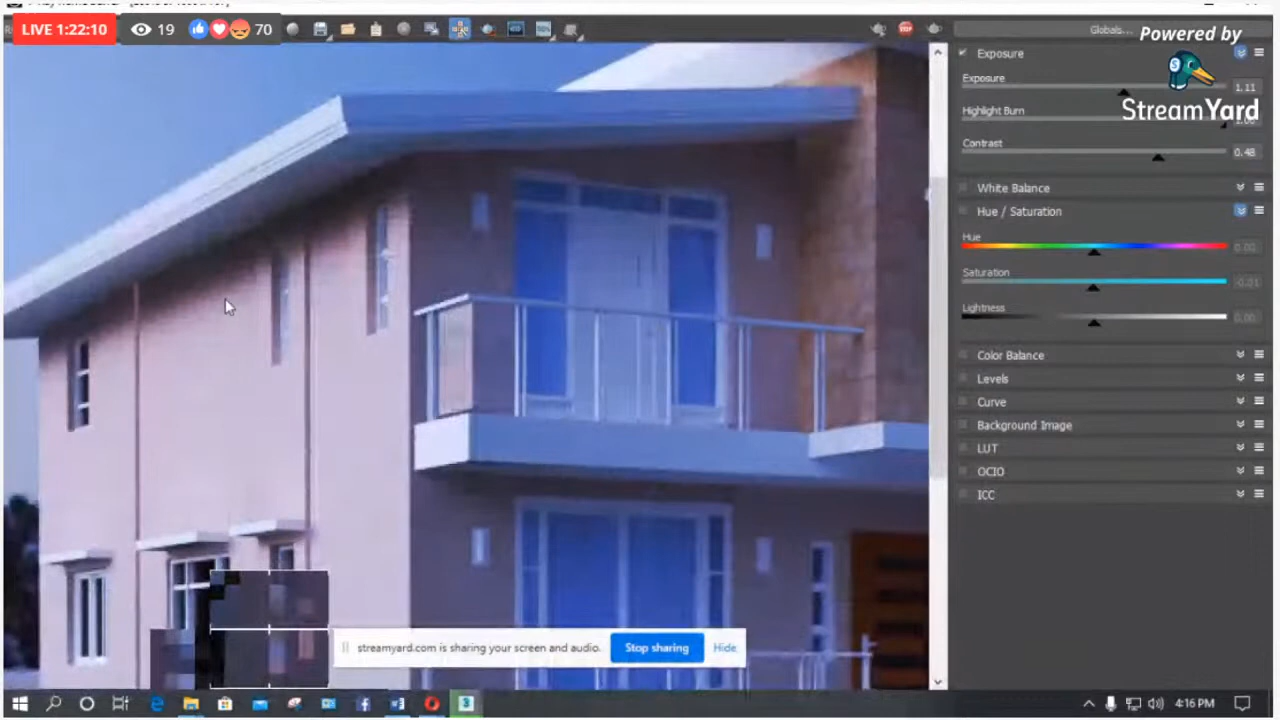 LIVE 1:22:10
19
70
Globals...
Powered by
StreamYard
Exposure
Exposure
1.11
Highlight Burn
Contrast
0.48
White Balance
Hue / Saturation
Hue
0.00
Saturation
-0.01
Lightness
0.00
Color Balance
Levels
Curve
Background Image
LUT
OCIO
ICC
streamyard.com is sharing your screen and audio.
Stop sharing
Hide
4:16 PM